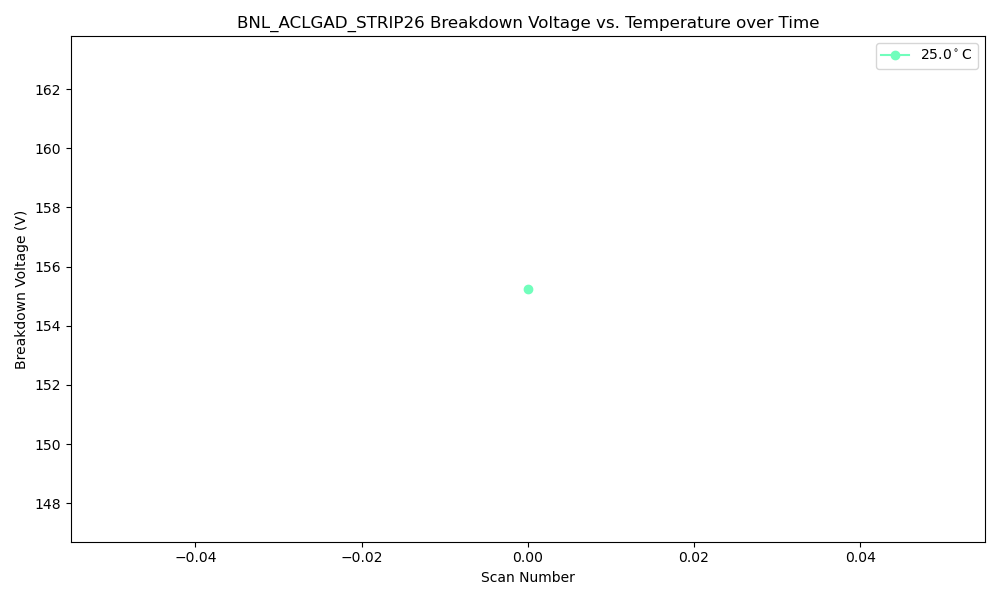 BNL_ACLGAD_STRIP26 Breakdown Voltage vs. Temperature over Time
25.0°C
162
160
158
156
154
152
150
148
Breakdown Voltage (V)
−0.04 −0.02 0.00 0.02 0.04
Scan Number